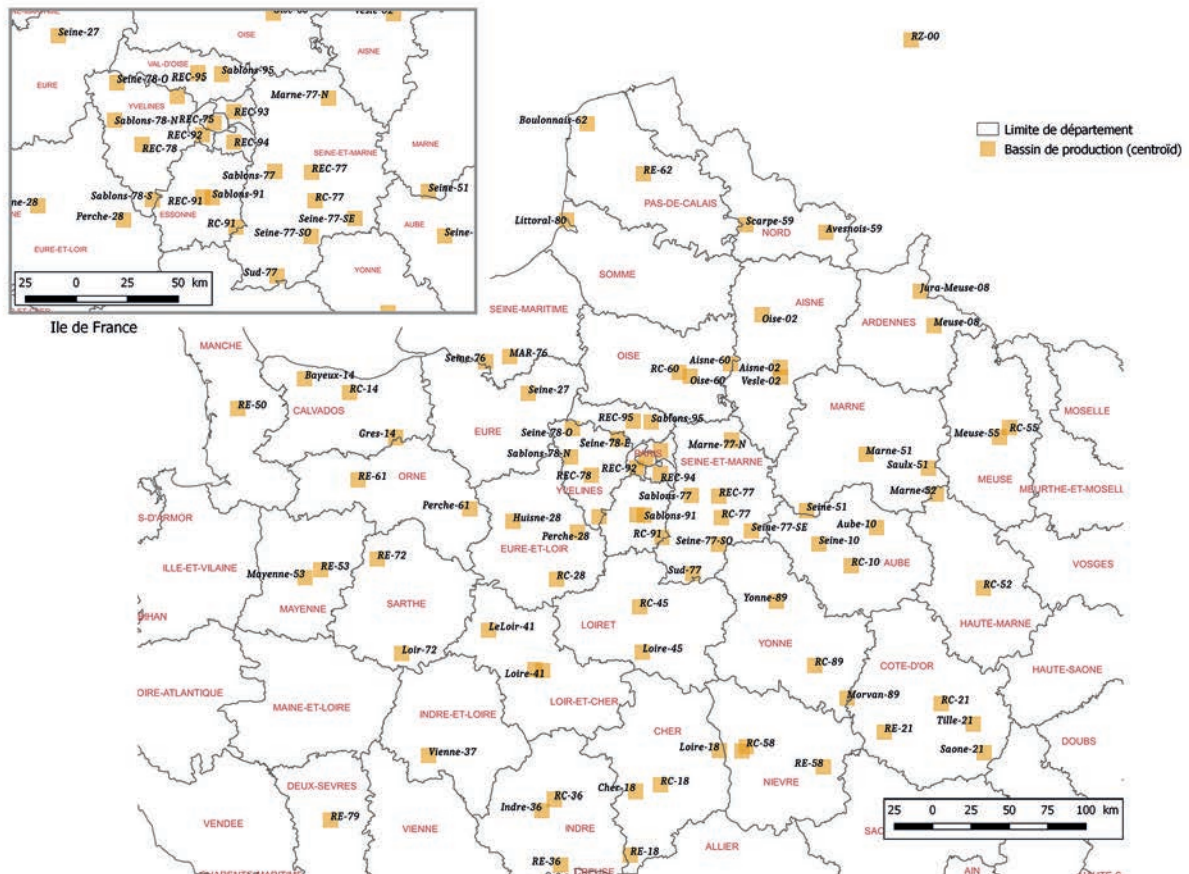 Seine-27
OISE
AISNE
EURE
VAL-D'OISE
Seine-78-O
REC-95
Sablons-95
Marne-77-N
YVELINES
Sablons-78-N
REC-75
REC-93
REC-92
REC-94
REC-78
SEINE-ET-MARNE
MARNE
Sablons-77
REC-77
Seine-51
Sablons-78-S
REC-91
Sablons-91
RC-77
Perche-28
ESSONNE
RC-91
Seine-77-SE
Seine-77-SO
AUBE
EURE-ET-LOIR
Sud-77
YONNE
25 0 25 50 km
Ile de France
RZ-00
Limite de département
Bassin de production (centroïd)
Boulonnais-62
RE-62
PAS-DE-CALAIS
Littoral-80
Scarpe-59
NORD
Avesnois-59
SOMME
AISNE
Jura-Meuse-08
SEINE-MARITIME
Oise-02
ARDENNES
Meuse-08
MANCHE
Seine-76
MAR-76
OISE
Aisne-60
RC-60
Oise-60
Aisne-02
Vesle-02
Bayeux-14
RC-14
RE-50
CALVADOS
Seine-27
MARNE
MOSELLE
Gres-14
EURE
REC-95
Sablons-95
Seine-78-O
Seine-78-E
Marne-77-N
Meuse-55
RC-55
Sablons-78-N
PARIS
SEINE-ET-MARNE
Marne-51
Saulx-51
REC-92
REC-94
REC-78
YVELINES
RE-61
ORNE
MEUSE
MEURTHE-ET-MOSELL
Marne-52
Sablons-77
REC-77
Perche-61
Huisne-28
Sablons-91
RC-77
Seine-51
Aube-10
S-D'ARMOR
Perche-28
RC-91
Seine-77-SE
Seine-77-SO
Seine-10
EURE-ET-LOIR
RE-72
ILLE-ET-VILAINE
RE-53
Mayenne-53
RC-28
Sud-77
RC-10
AUBE
VOSGES
RC-52
MAYENNE
SARTHE
RC-45
Yonne-89
LOIRET
LeLoir-41
HAUTE-MARNE
YONNE
Loir-72
Loire-45
RC-89
COTE-D'OR
HAUTE-SAONE
Loire-41
OIRE-ATLANTIQUE
MAINE-ET-LOIRE
LOIR-ET-CHER
Morvan-89
RC-21
INDRE-ET-LOIRE
CHER
Tille-21
RE-21
Vienne-37
Loire-18
RC-58
Saone-21
DOUBS
RE-58
NIEVRE
DEUX-SEVRES
Cher-18
RC-18
RC-36
Indre-36
RE-79
VENDEE
VIENNE
INDRE
25 0 25 50 75 100 km
ALLIER
RE-18
RE-36
CREUSE
AIN